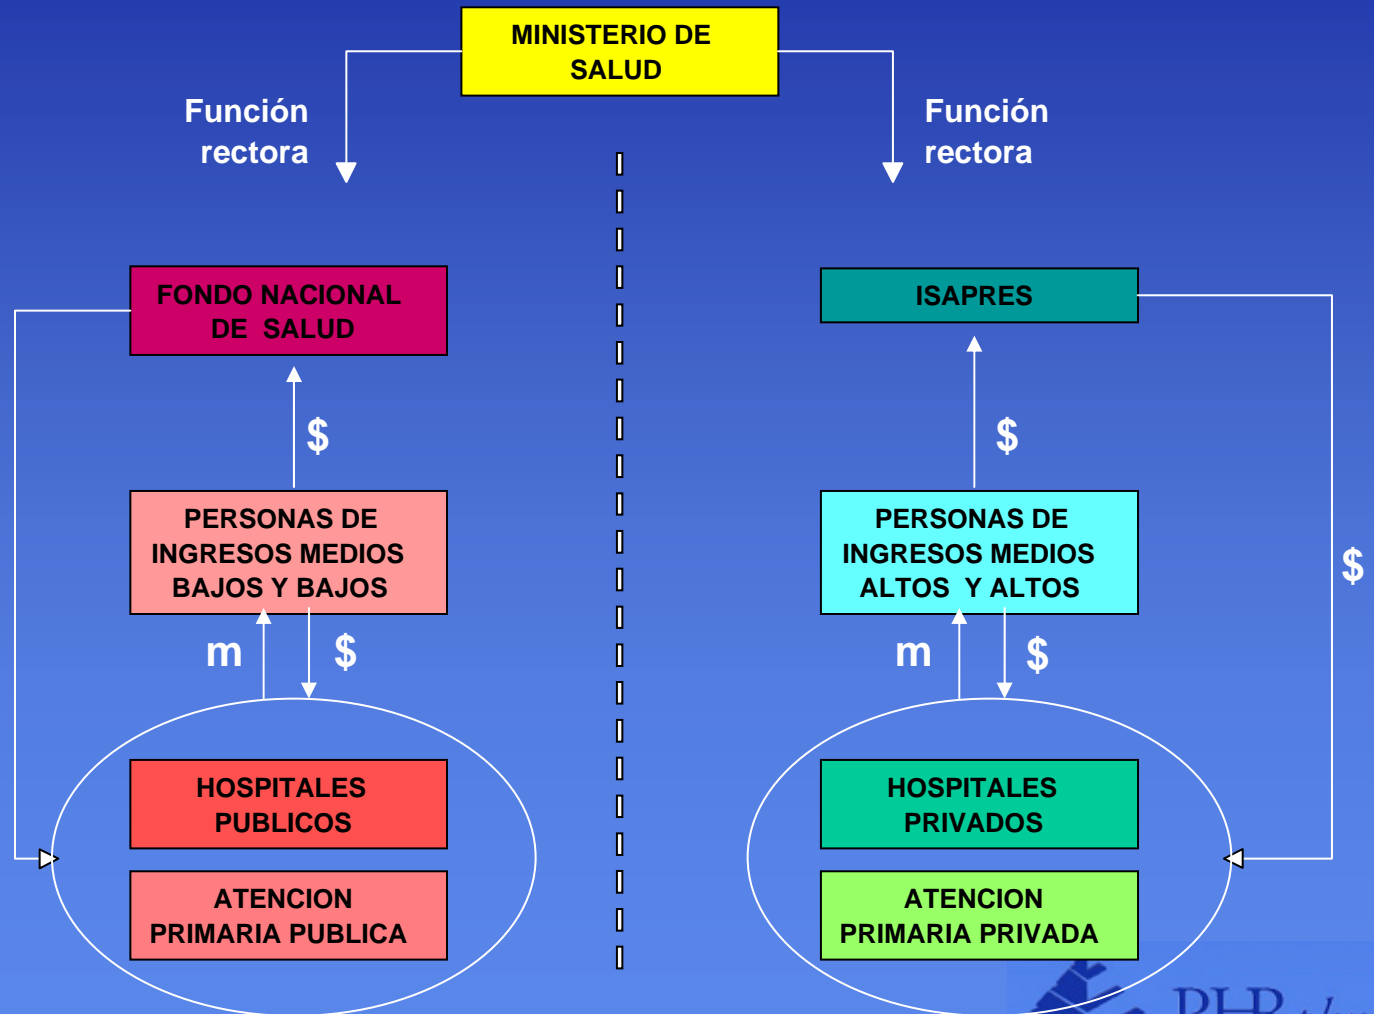 MINISTERIO DE
SALUD
Función
rectora
Función
rectora
FONDO NACIONAL
DE SALUD
ISAPRES
$
$
PERSONAS DE
INGRESOS MEDIOS
BAJOS Y BAJOS
PERSONAS DE
INGRESOS MEDIOS
ALTOS Y ALTOS
$
m $
m $
HOSPITALES
PUBLICOS
HOSPITALES
PRIVADOS
ATENCION
PRIMARIA PUBLICA
ATENCION
PRIMARIA PRIVADA